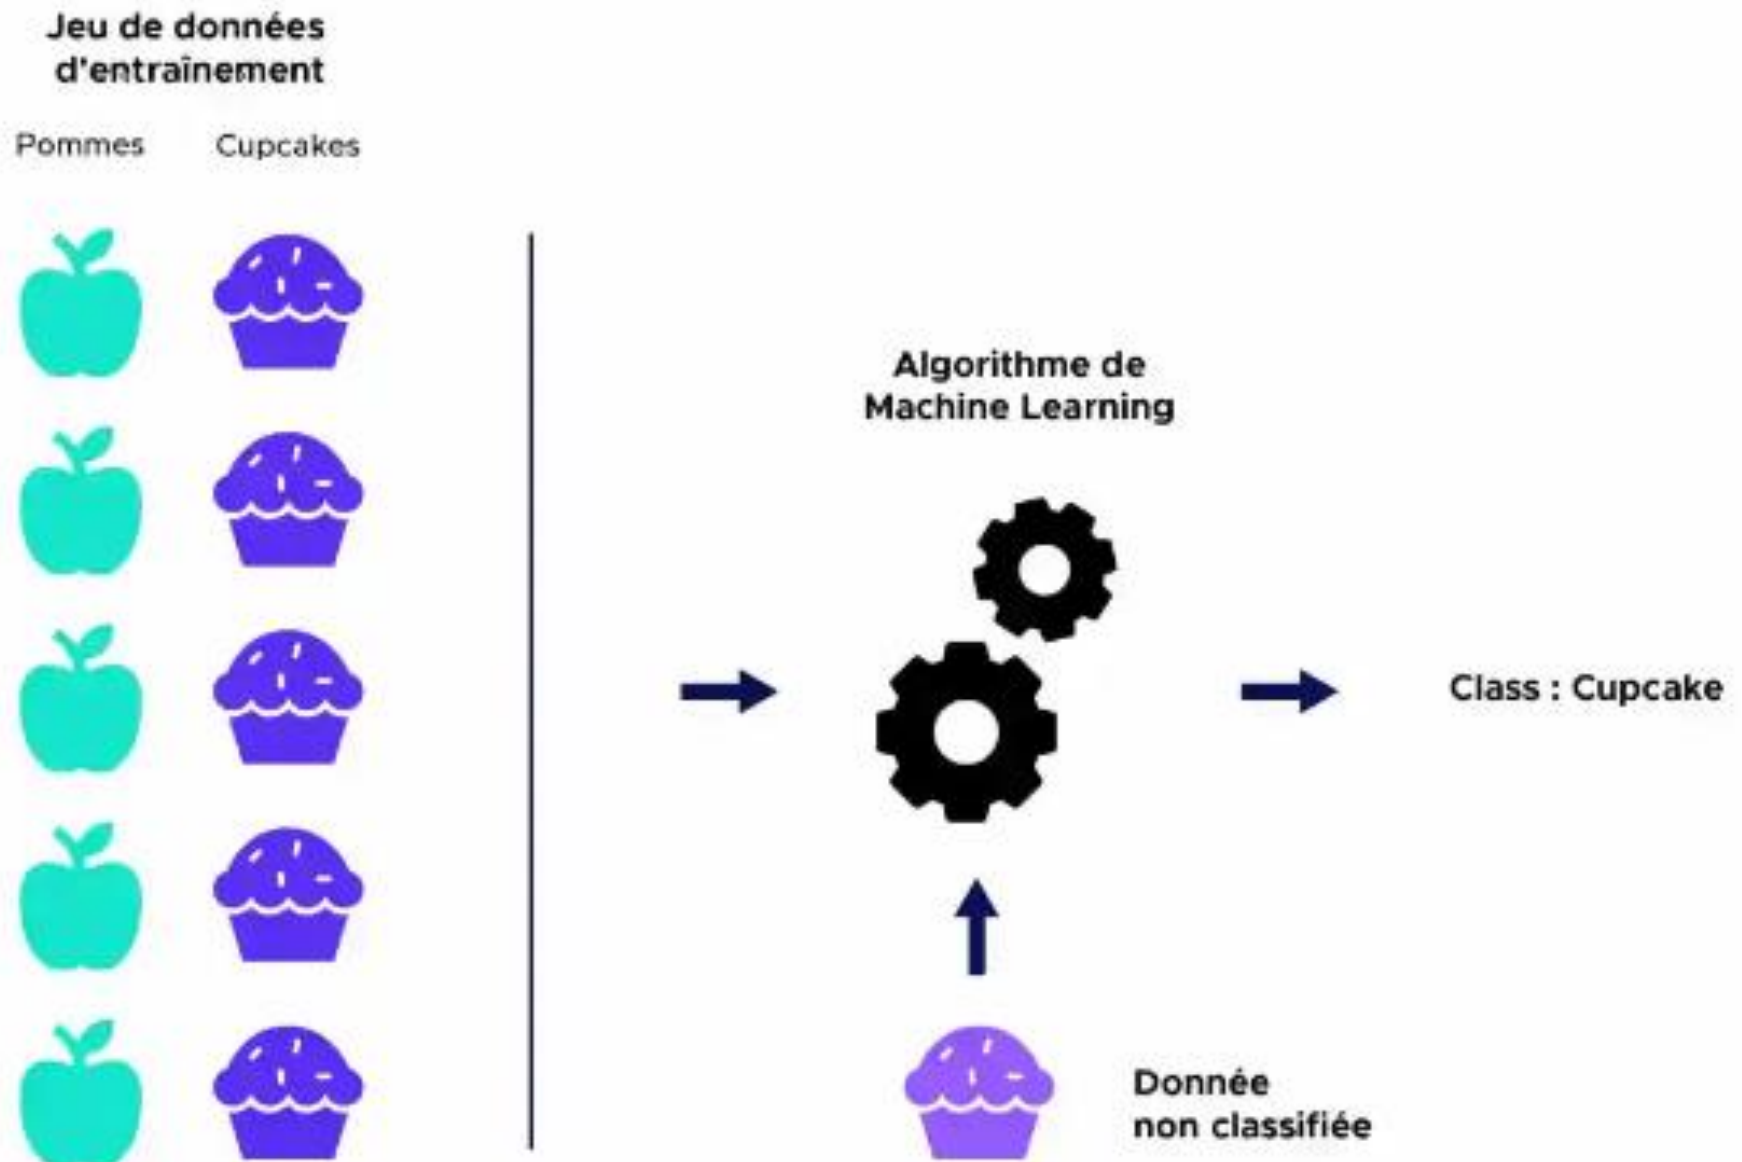 Jeu de données
d'entraînement
Pommes
Cupcakes
Algorithme de
Machine Learning
Class : Cupcake
Donnée
non classifiée